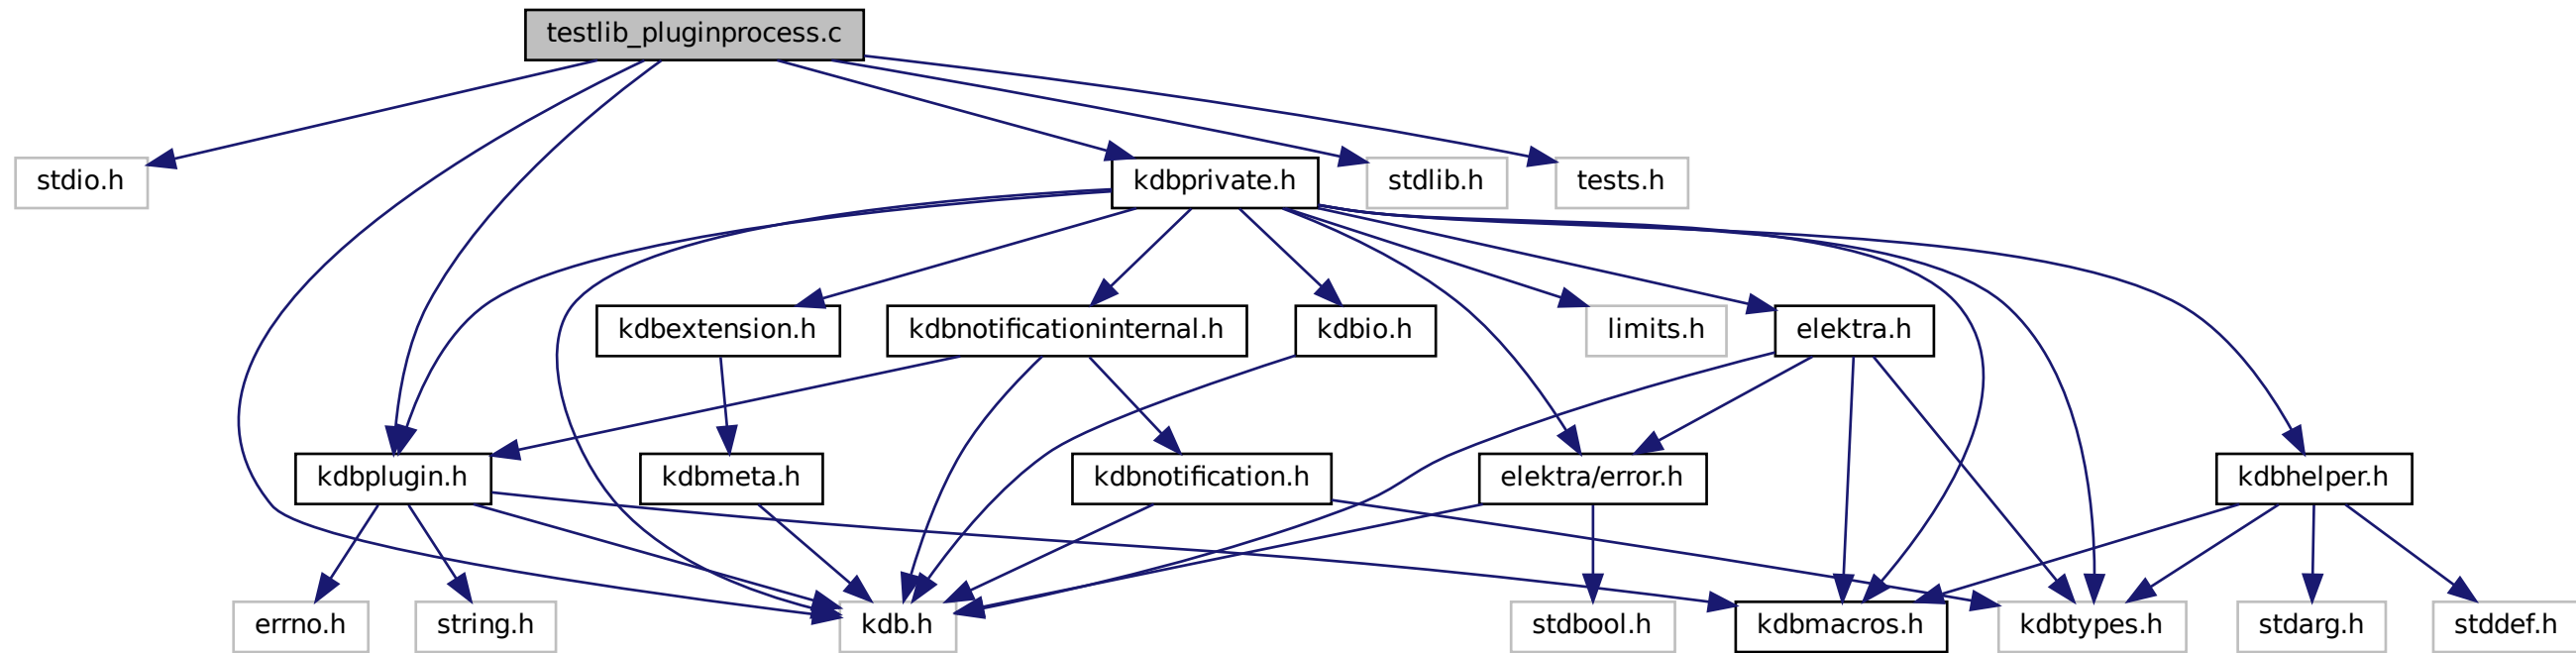 testlib_pluginprocess.c
stdio.h
kdbprivate.h
stdlib.h
tests.h
kdbextension.h
kdbnotificationinternal.h
kdbio.h
limits.h
elektra.h
kdbplugin.h
kdbmeta.h
kdbnotification.h
elektra/error.h
kdbhelper.h
errno.h
string.h
kdb.h
stdbool.h
kdbmacros.h
kdbtypes.h
stdarg.h
stddef.h